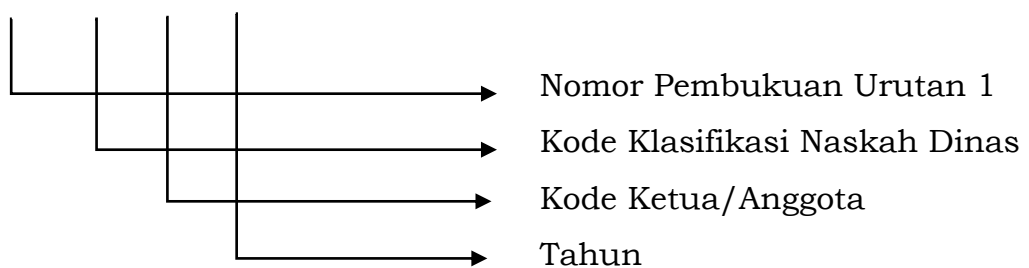 Nomor Pembukuan Urutan 1
Kode Klasifikasi Naskah Dinas
Kode Ketua/Anggota
Tahun